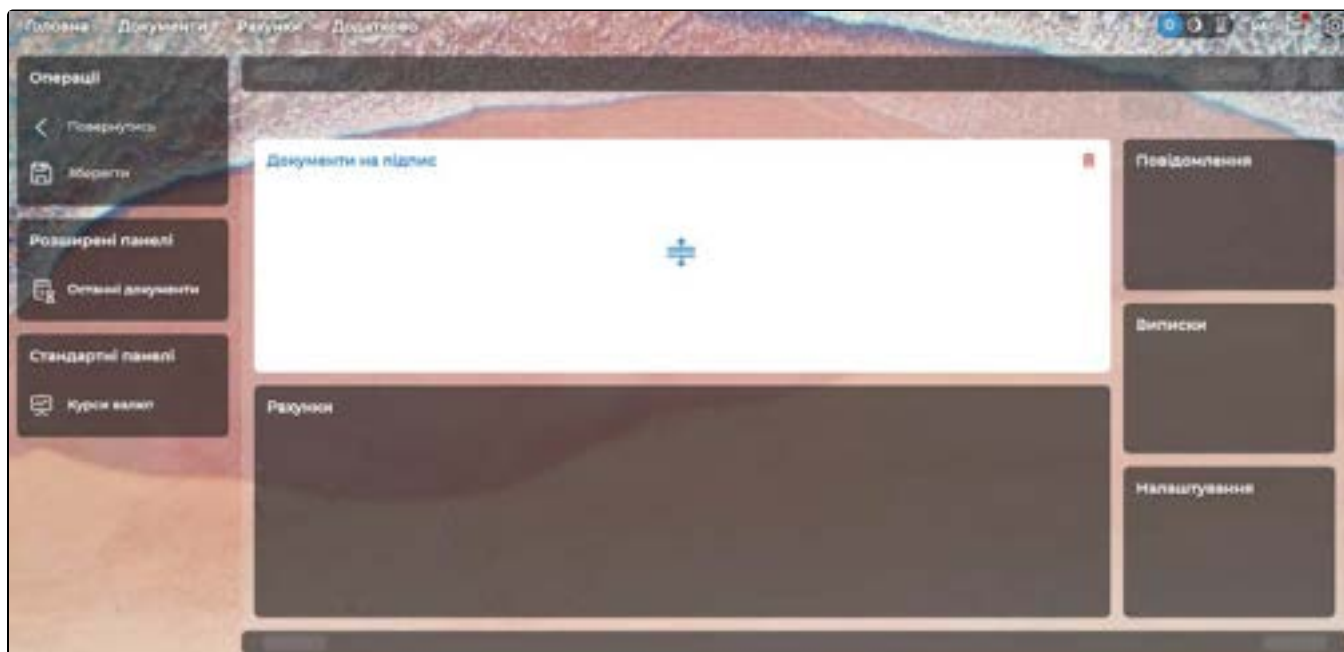 Головна Документи Рахунки Додатково
Операції
Повернутись
Зберегти
Розширені панелі
Останні документи
Стандартні панелі
Курси валют
Документи на підпис
Рахунки
Повідомлення
Виписки
Налаштування